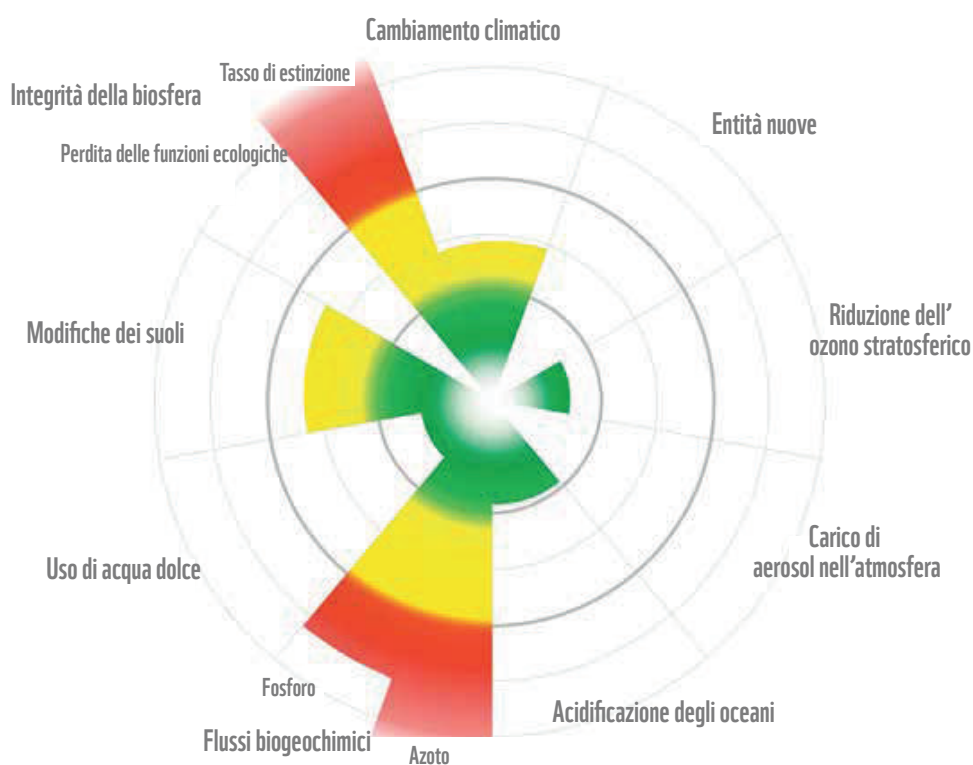 Cambiamento climatico
Tasso di estinzione
Integrità della biosfera
Entità nuove
Perdita delle funzioni ecologiche
Riduzione dell'
ozono stratosferico
Modifiche dei suoli
Carico di
aerosol nell'atmosfera
Uso di acqua dolce
Fosforo
Acidificazione degli oceani
Flussi biogeochimici
Azoto